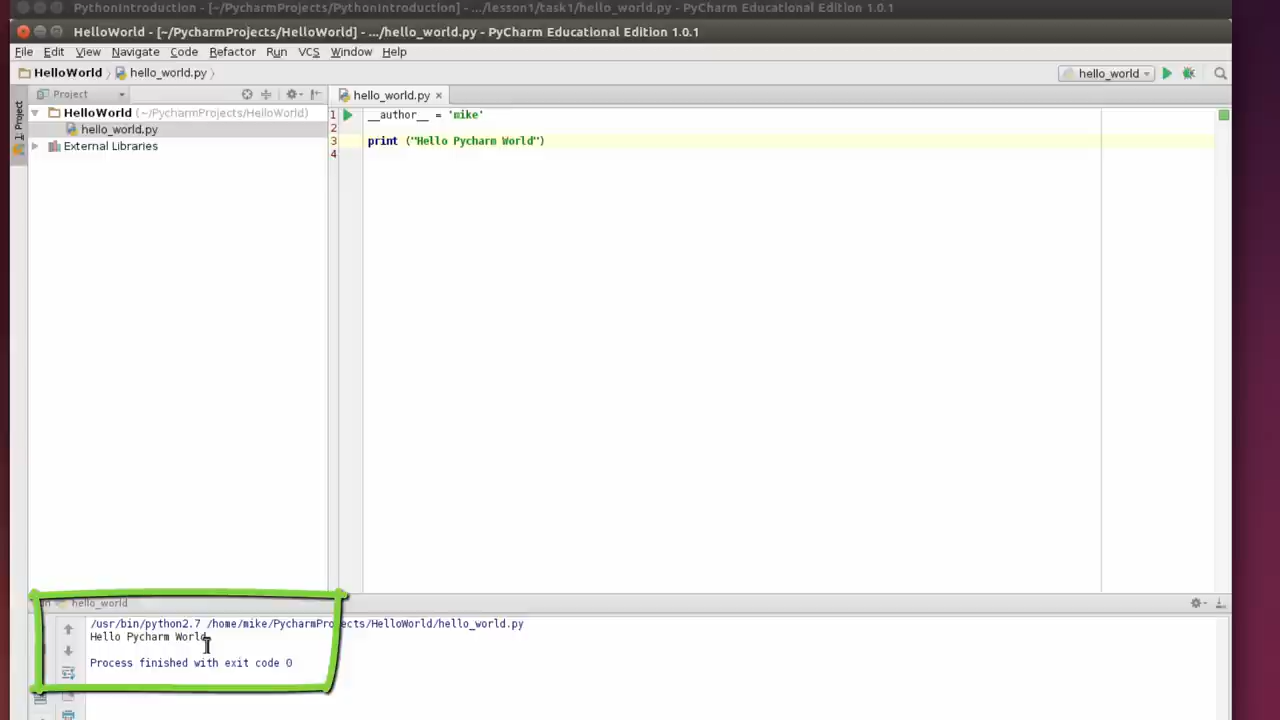 PythonIntroduction - [~/PycharmProjects/PythonIntroduction] - .../lesson1/task1/hello_world.py - PyCharm Educational Edition 1.0.1
HelloWorld - [~/PycharmProjects/HelloWorld] - .../hello_world.py - PyCharm Educational Edition 1.0.1
File Edit View Navigate Code Refactor Run VCS Window Help
HelloWorld hello_world.py hello_world
Project hello_world.py
1: Project
HelloWorld (~/PycharmProjects/HelloWorld)
hello_world.py
External Libraries
1 __author__ = 'mike'
2
3 print ("Hello Pycharm World")
4
hello_world
/usr/bin/python2.7 /home/mike/PycharmProjects/HelloWorld/hello_world.py
Hello Pycharm World
Process finished with exit code 0